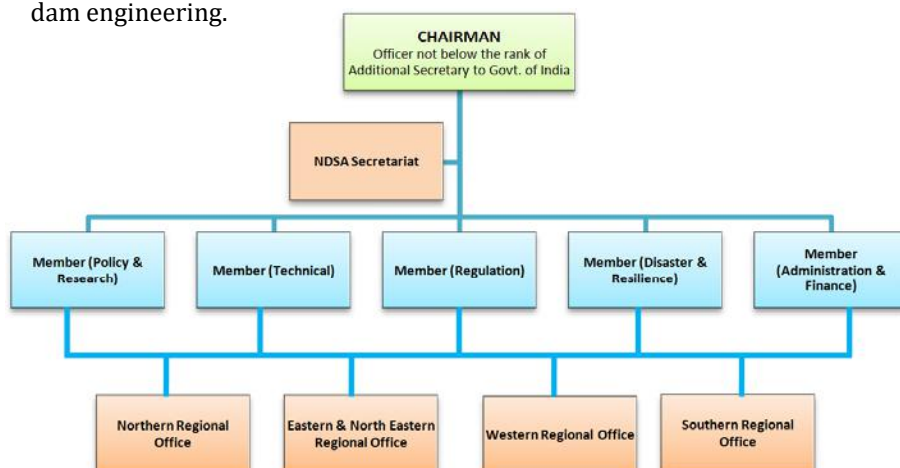 dam engineering.
CHAIRMAN
Officer not below the rank of
Additional Secretary to Govt. of India
NDSA Secretariat
Member (Policy &
Research)
Member (Technical)
Member (Regulation)
Member (Disaster &
Resilience)
Member
(Administration &
Finance)
Northern Regional
Office
Eastern & North Eastern
Regional Office
Western Regional Office
Southern Regional
Office